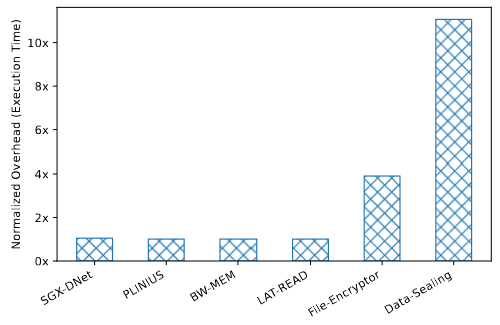 Normalized Overhead (Execution Time)
10x
8x
6x
4x
2x
0x
SGX-DNet
PLINIUS
BW-MEM
LAT-READ
File-Encryptor
Data-Sealing